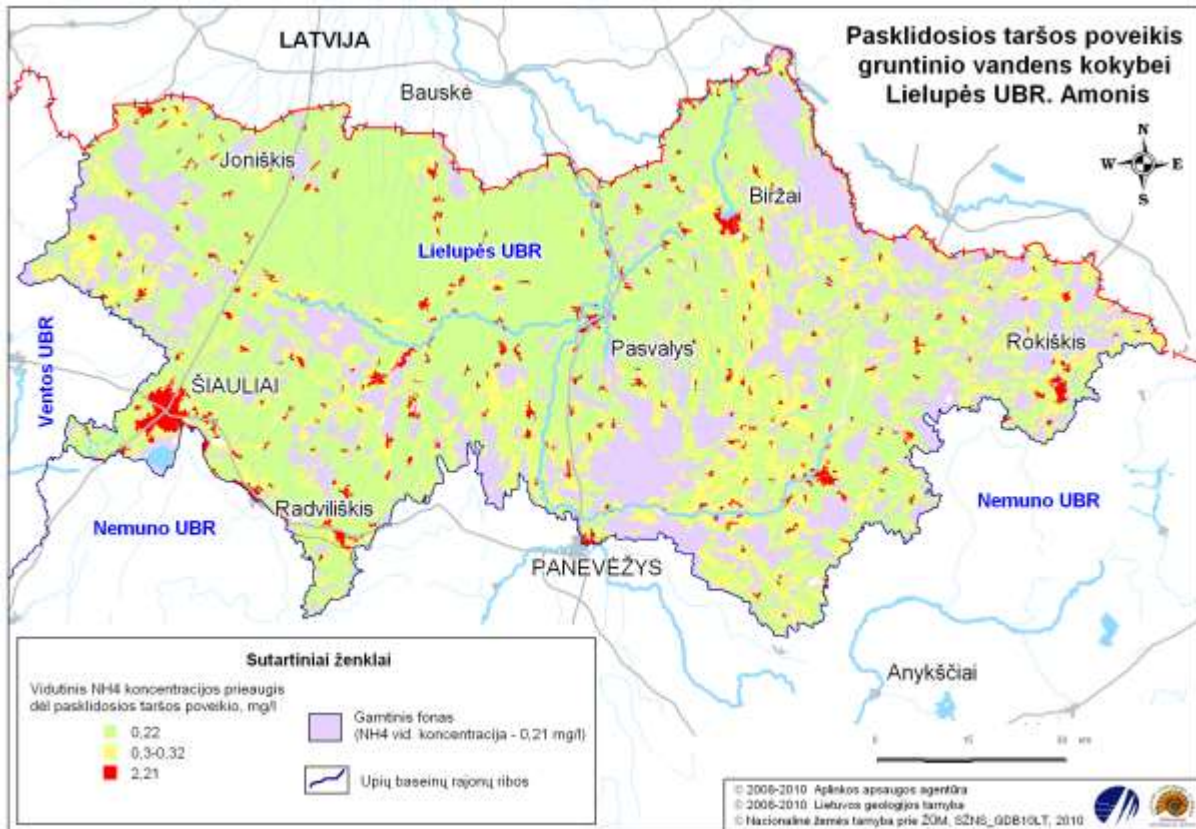 Pasklidosios taršos poveikis
gruntinio vandens kokybei
Lielupės UBR. Amonis
LATVIJA
Bauskė
N
W E
S
Joniškis
Biržai
Lielupės UBR
Ventos UBR
Pasvalys
Rokiškis
ŠIAULIAI
Radviliškis
Nemuno UBR
Nemuno UBR
PANEVĖŽYS
Anykščiai
Sutartiniai ženklai
Vidutinis NH4 koncentracijos prieaugis
dėl pasklidosios taršos poveikio, mg/l
0,22
0,3-0,32
2,21
Gamtinis fonas
(NH4 vid. koncentracija - 0,21 mg/l)
Upių baseinų rajonų ribos
0
km
© 2008-2010 Aplinkos apsaugos agentūra
© 2008-2010 Lietuvos geologijos tarnyba
© Nacionalinė žemės tarnyba prie ŽŪM, SŽNS_GDB10LT, 2010